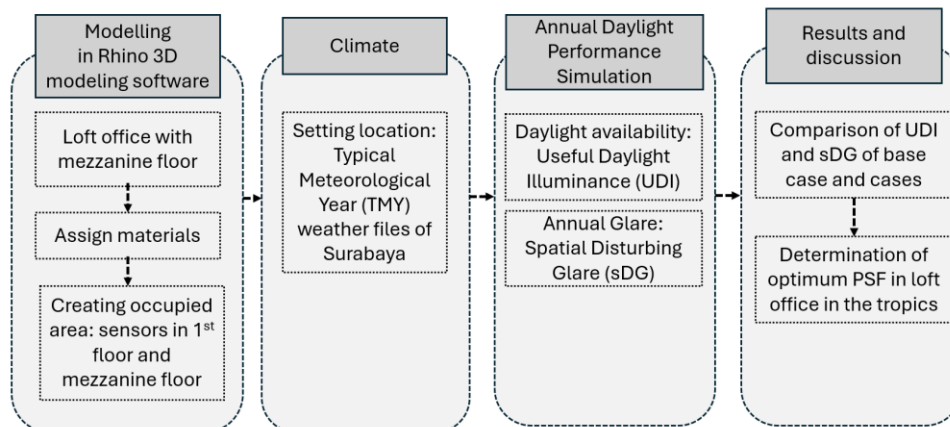 Modelling
in Rhino 3D
modeling software
Loft office with
mezzanine floor
Assign materials
Creating occupied
area: sensors in 1st
floor and
mezzanine floor
Climate
Setting location:
Typical
Meteorological
Year (TMY)
weather files of
Surabaya
Annual Daylight
Performance
Simulation
Daylight availability:
Useful Daylight
Illuminance (UDI)
Annual Glare:
Spatial Disturbing
Glare (sDG)
Results and
discussion
Comparison of UDI
and sDG of base
case and cases
Determination of
optimum PSF in loft
office in the tropics